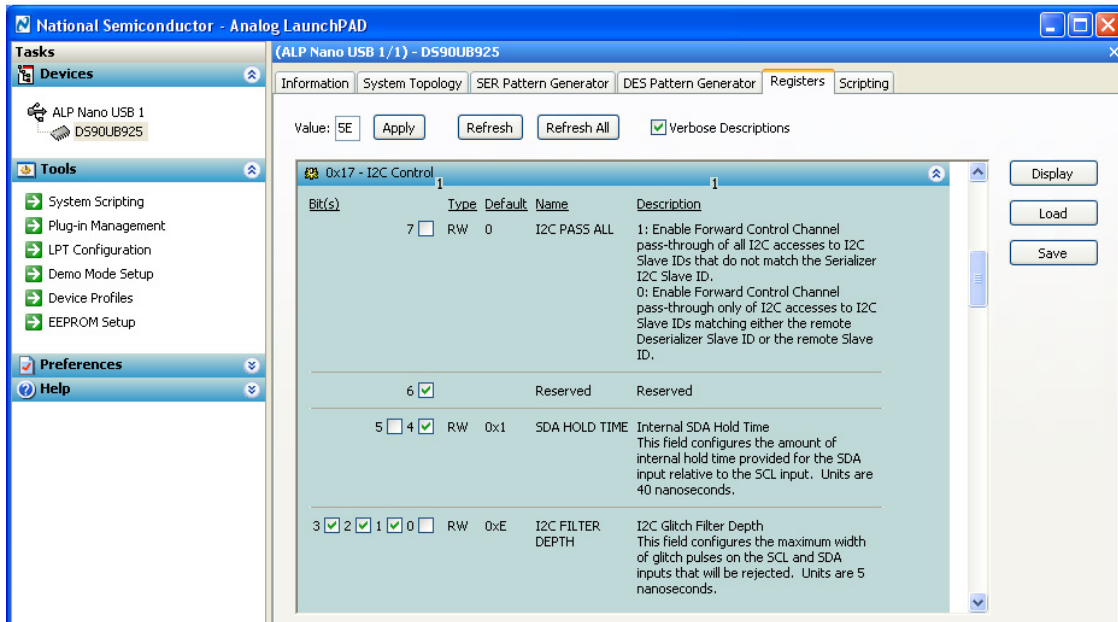 National Semiconductor - Analog LaunchPAD
Tasks
Devices
ALP Nano USB 1
DS90UB925
Tools
System Scripting
Plug-in Management
LPT Configuration
Demo Mode Setup
Device Profiles
EEPROM Setup
Preferences
Help
(ALP Nano USB 1/1) - DS90UB925
Information System Topology SER Pattern Generator DES Pattern Generator Registers Scripting
Value: 5E Apply Refresh Refresh All Verbose Descriptions
0x17 - I2C Control
1 1
Bit(s) Type Default Name Description
7 RW 0 I2C PASS ALL 1: Enable Forward Control Channel
pass-through of all I2C accesses to I2C
Slave IDs that do not match the Serializer
I2C Slave ID.
0: Enable Forward Control Channel
pass-through only of I2C accesses to I2C
Slave IDs matching either the remote
Deserializer Slave ID or the remote Slave
ID.
6 Reserved Reserved
5 4 RW 0x1 SDA HOLD TIME Internal SDA Hold Time
This field configures the amount of
internal hold time provided for the SDA
input relative to the SCL input. Units are
40 nanoseconds.
3 2 1 0 RW 0xE I2C FILTER I2C Glitch Filter Depth
DEPTH This field configures the maximum width
of glitch pulses on the SCL and SDA
inputs that will be rejected. Units are 5
nanoseconds.
Display
Load
Save